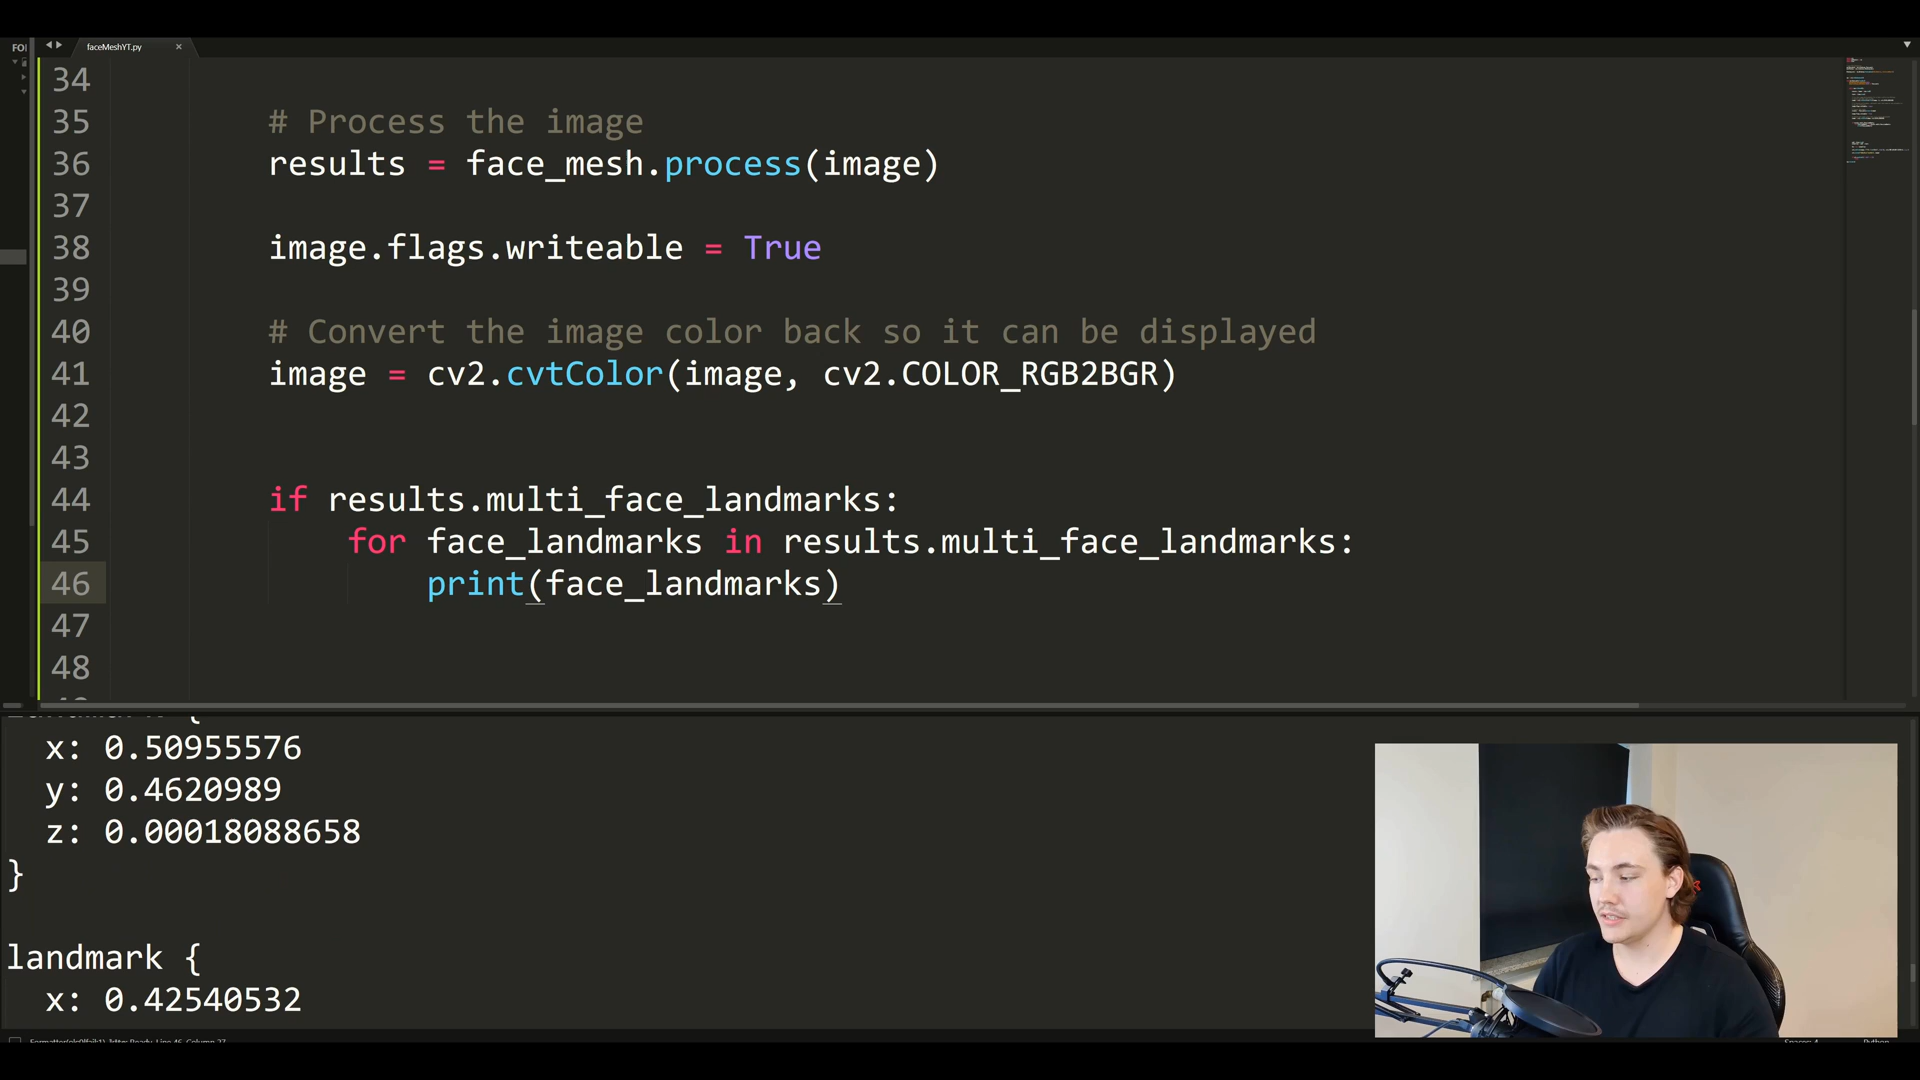 FOI
faceMeshYT.py
34
35 # Process the image
36 results = face_mesh.process(image)
37
38 image.flags.writeable = True
39
40 # Convert the image color back so it can be displayed
41 image = cv2.cvtColor(image, cv2.COLOR_RGB2BGR)
42
43
44 if results.multi_face_landmarks:
45 for face_landmarks in results.multi_face_landmarks:
46 print(face_landmarks)
47
48
x: 0.50955576
y: 0.4620989
z: 0.00018088658
}
landmark {
x: 0.42540532